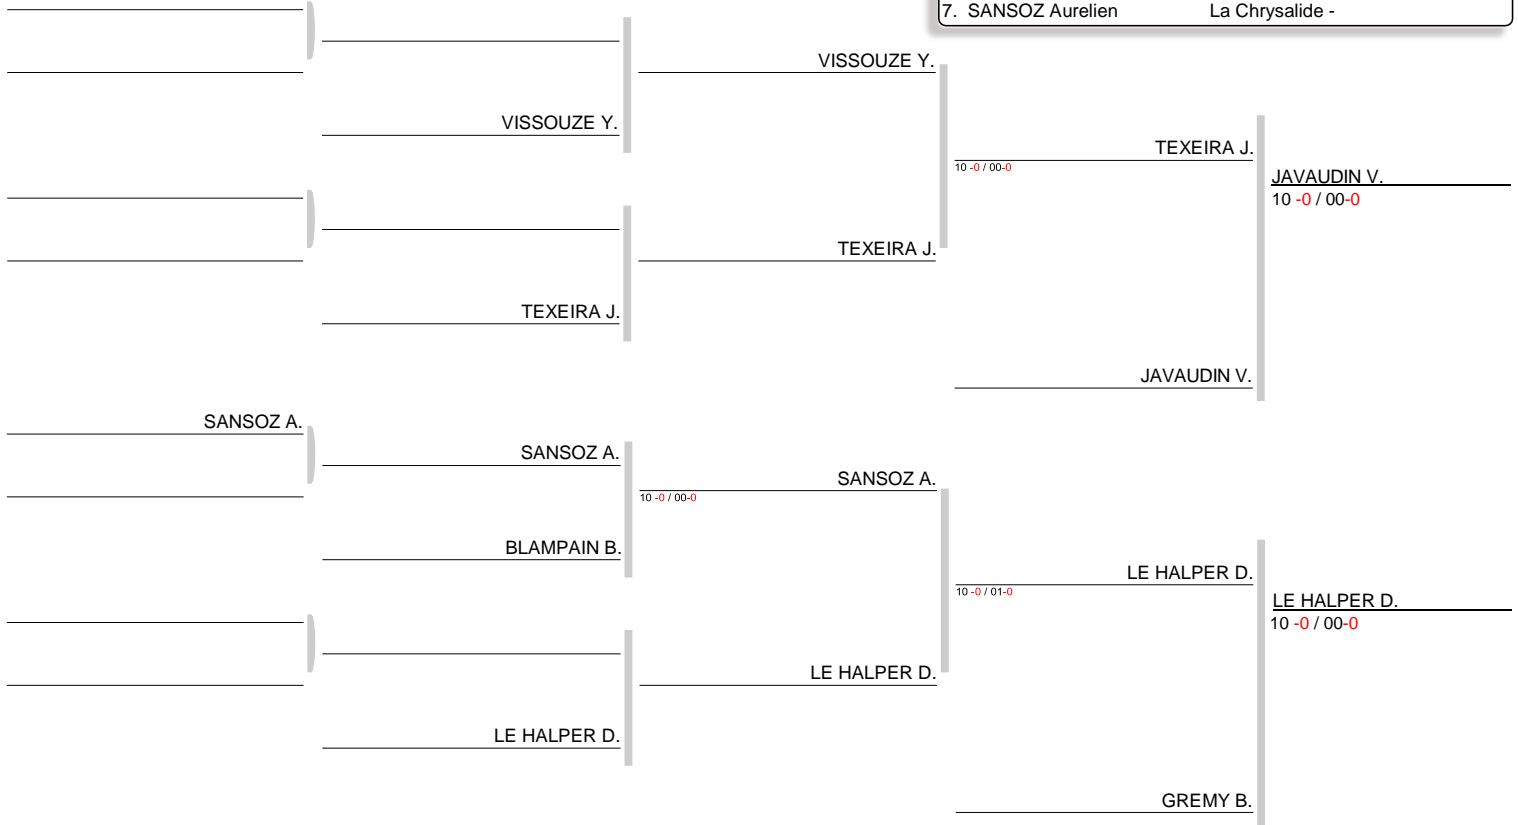 7. SANSOZ Aurelien La Chrysalide -
VISSOUZE Y.
VISSOUZE Y.
TEXEIRA J.
10 -0 / 00-0
JAVAUDIN V.
10 -0 / 00-0
TEXEIRA J.
TEXEIRA J.
JAVAUDIN V.
SANSOZ A.
SANSOZ A.
SANSOZ A.
10 -0 / 00-0
BLAMPAIN B.
LE HALPER D.
10 -0 / 01-0
LE HALPER D.
10 -0 / 00-0
LE HALPER D.
LE HALPER D.
GREMY B.